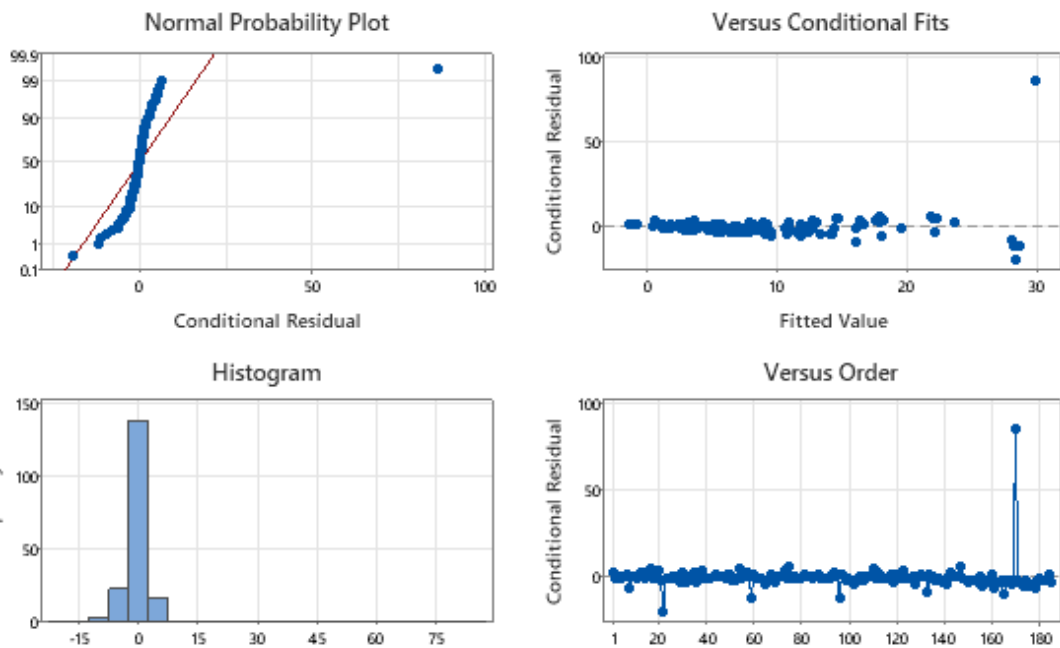 Normal Probability Plot
99.9
99
90
50
10
1
0.1
0 50 100
Conditional Residual
Versus Conditional Fits
Conditional Residual
100
50
0
0 10 20 30
Fitted Value
Histogram
150
100
50
0
-15 0 15 30 45 60 75
Versus Order
Conditional Residual
100
50
0
1 20 40 60 80 100 120 140 160 180